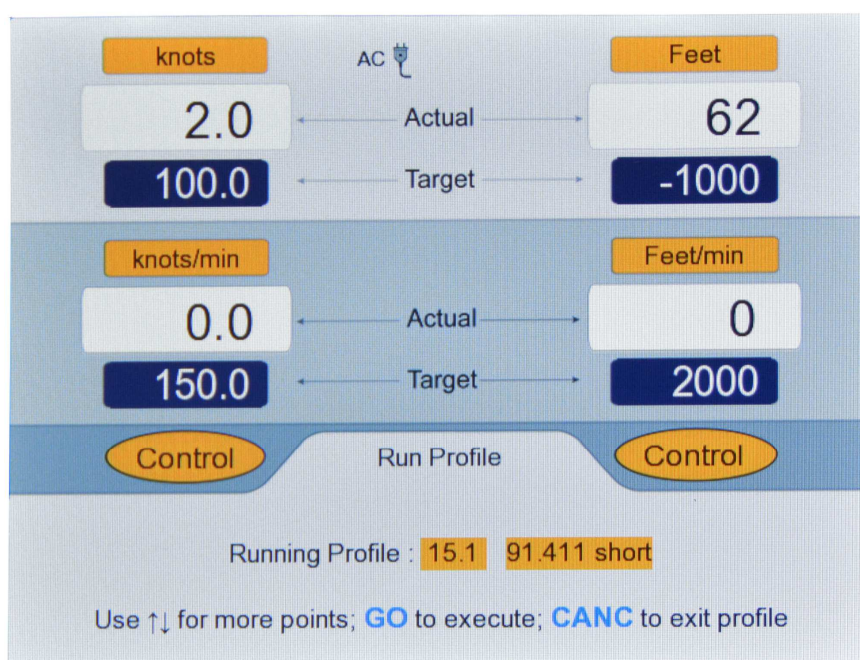 knots AC Feet
2.0 Actual 62
100.0 Target -1000
knots/min Feet/min
0.0 Actual 0
150.0 Target 2000
Control Run Profile Control
Running Profile : 15.1 91.411 short
Use ↑↓ for more points; GO to execute; CANC to exit profile